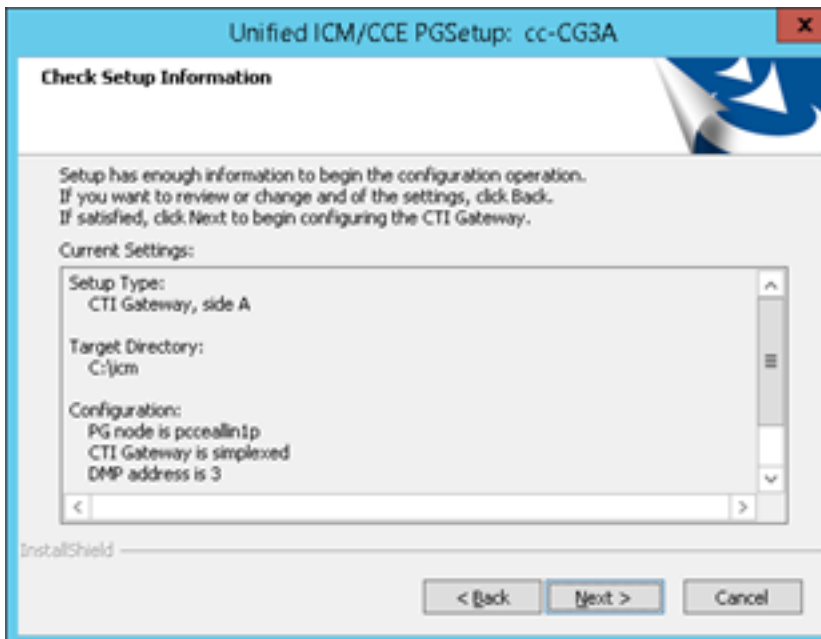 Unified ICM/CCE PGSetup: cc-CG3A
Check Setup Information
Setup has enough information to begin the configuration operation.
If you want to review or change and of the settings, click Back.
If satisfied, click Next to begin configuring the CTI Gateway.
Current Settings:
Setup Type:
CTI Gateway, side A
Target Directory:
C:\icm
Configuration:
PG node is pcceallin1p
CTI Gateway is simplexed
DMP address is 3
InstallShield
< Back
Next >
Cancel